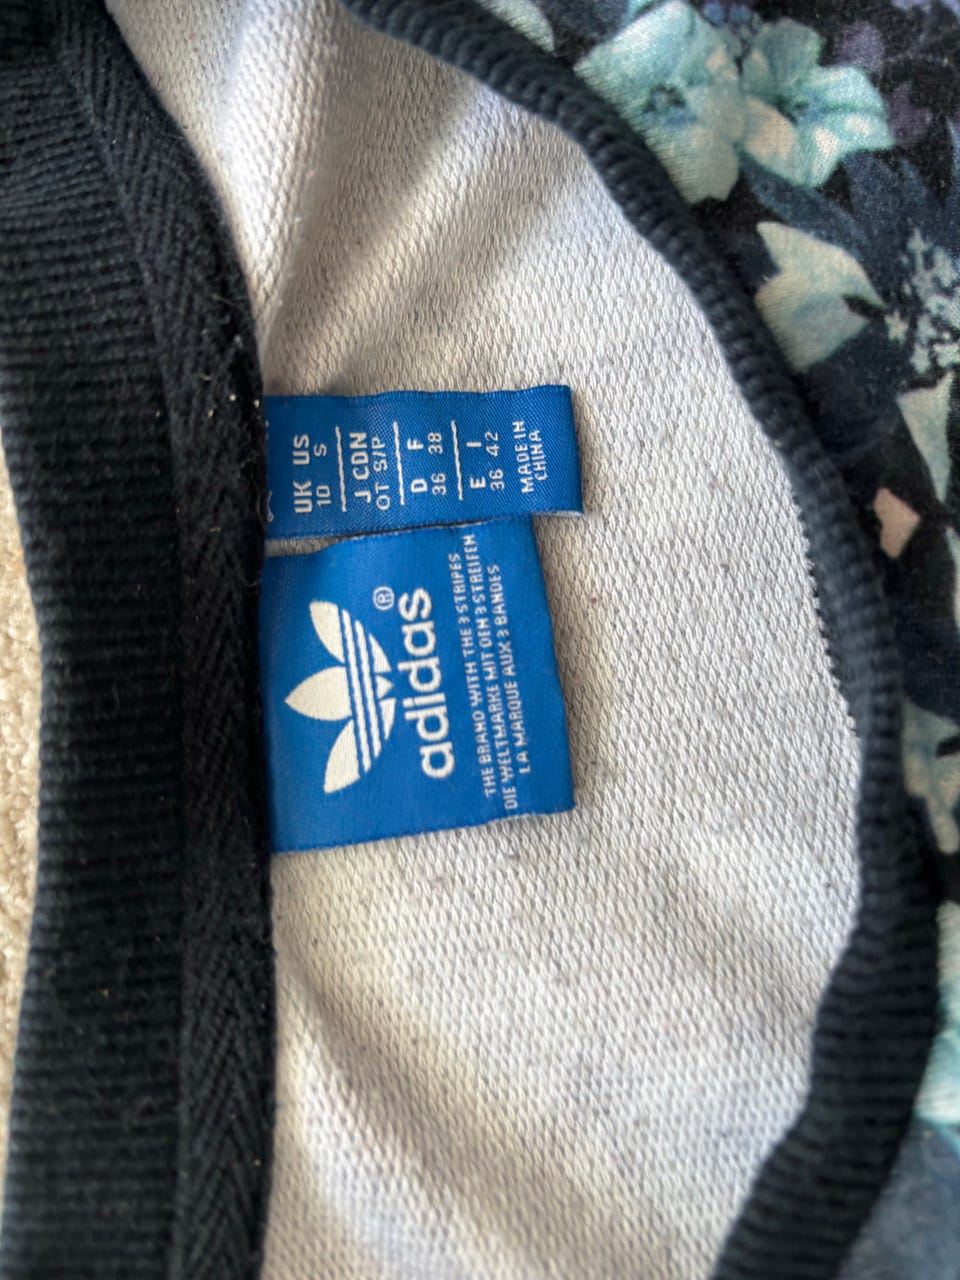 UK US
10 S
J CDN
OT S/P
D F
36 38
E I
36 42
MADE IN
CHINA
adidas®
THE BRAND WITH THE 3 STRIPES
DIE WELTMARKE MIT DEN 3 STREIFEN
LA MARQUE AUX 3 BANDES